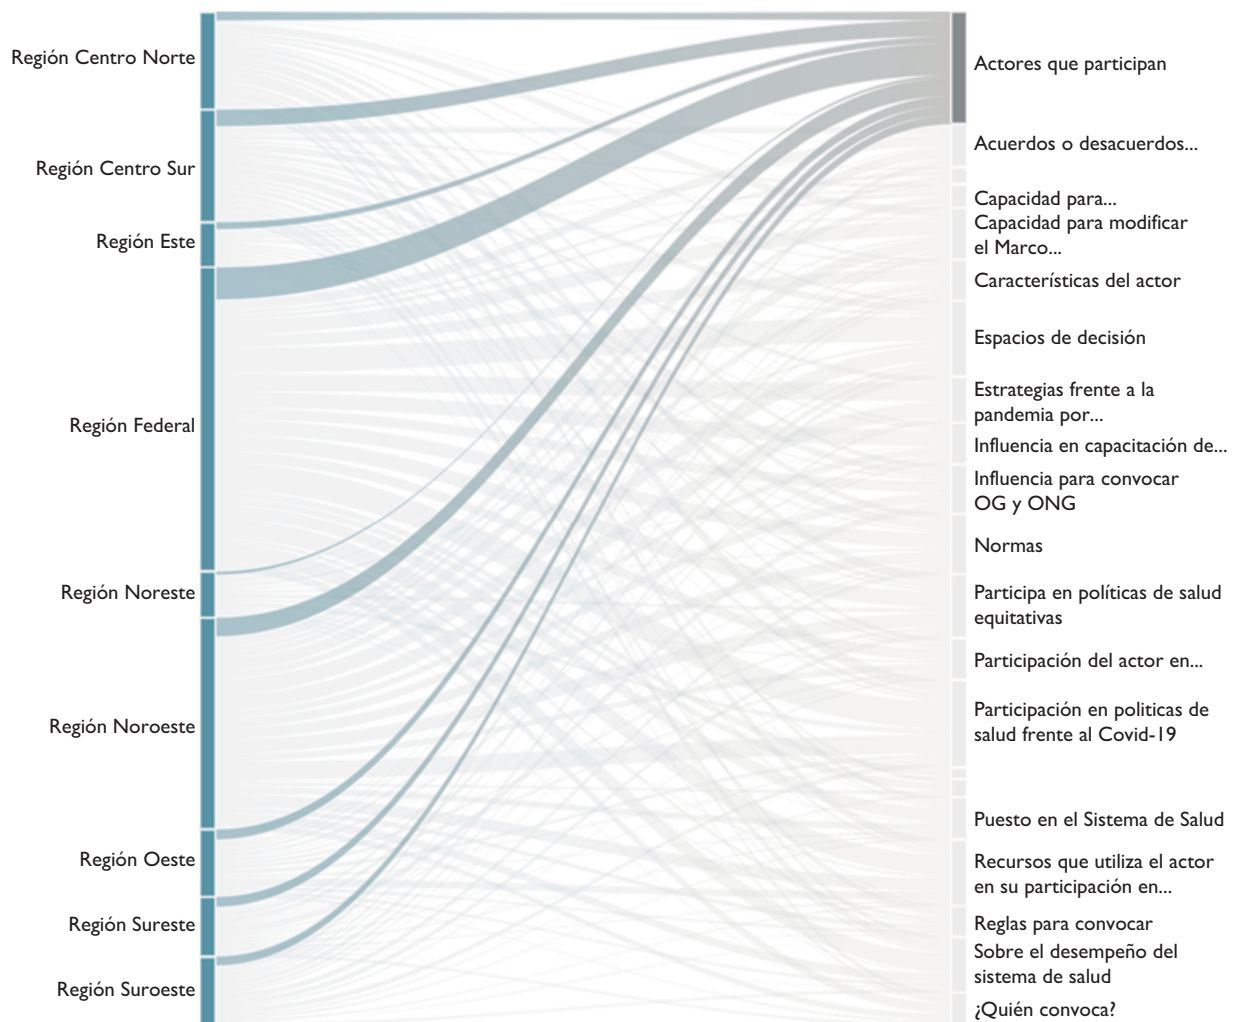 Región Centro Norte
Región Centro Sur
Región Este
Región Federal
Región Noreste
Región Noroeste
Región Oeste
Región Sureste
Región Suroeste
Actores que participan
Acuerdos o desacuerdos...
Capacidad para...
Capacidad para modificar
el Marco...
Características del actor
Espacios de decisión
Estrategias frente a la
pandemia por...
Influencia en capacitación de...
Influencia para convocar
OG y ONG
Normas
Participa en políticas de salud
equitativas
Participación del actor en...
Participación en politicas de
salud frente al Covid-19
Puesto en el Sistema de Salud
Recursos que utiliza el actor
en su participación en...
Reglas para convocar
Sobre el desempeño del
sistema de salud
¿Quién convoca?